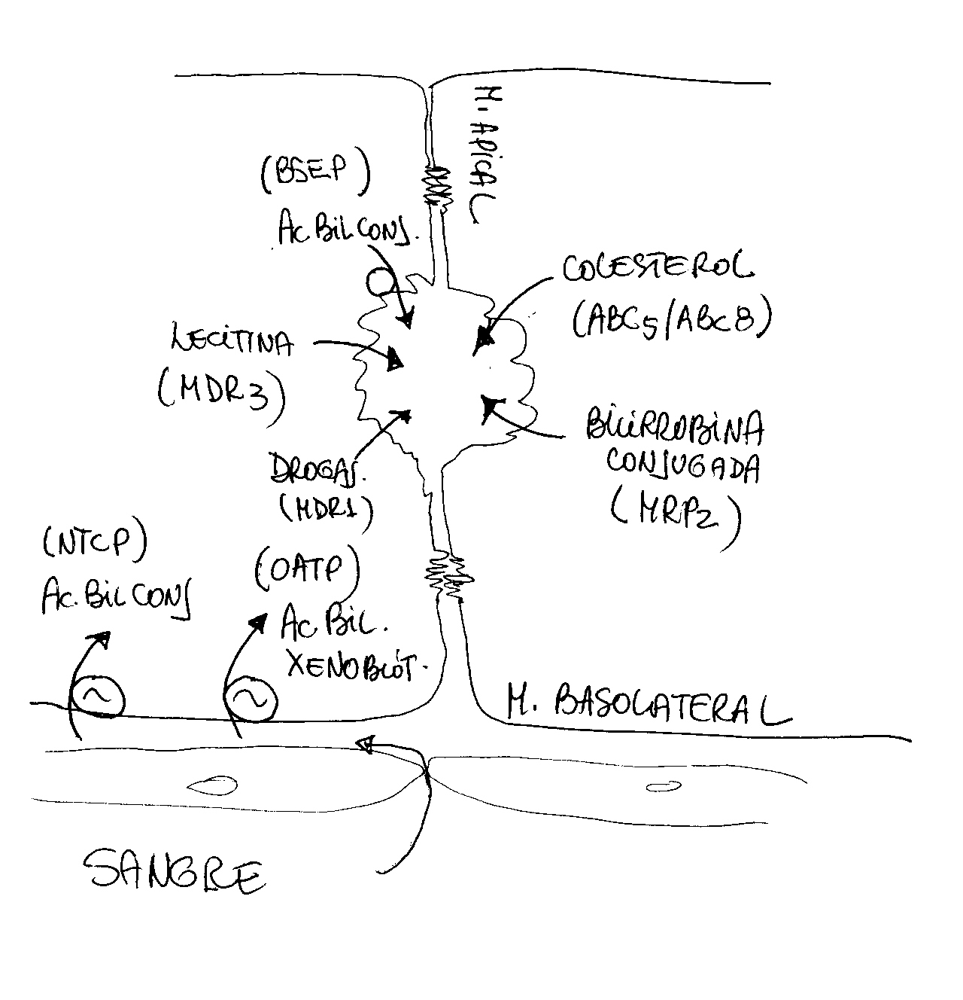 M. APICAL
(BSEP)
Ac BiL CONJ.
COLESTEROL
(ABC5/ABC8)
LECiTINA
(MDR3)
BiLiRROBiNA
CONJUGADA
(MRP2)
DROGAS.
(MDR1)
(NTCP)
Ac. BiL CONJ
(OATP)
Ac BiL.
XENOBiÓT.
M. BASOLATERAL
SANGRE